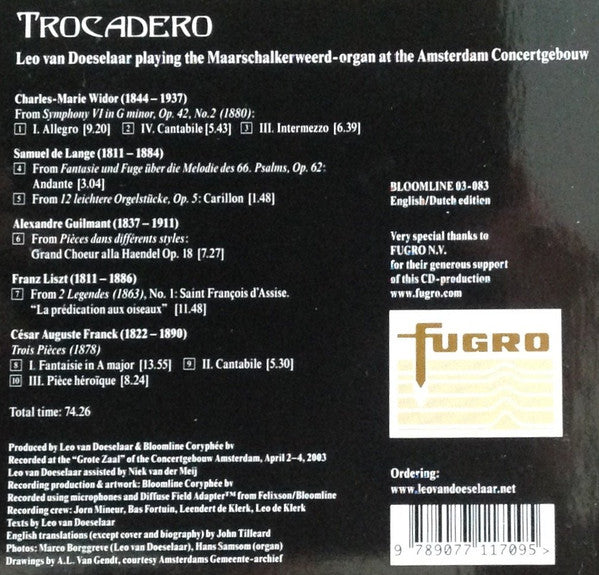 TROCADERO
Leo van Doeselaar playing the Maarschalkerweerd-organ at the Amsterdam Concertgebouw
Charles-Marie Widor (1844 – 1937)
From Symphony VI in G minor, Op. 42, No.2 (1880):
1 I. Allegro [9.20] 2 IV. Cantabile [5.43] 3 III. Intermezzo [6.39]
Samuel de Lange (1811 – 1884)
4 From Fantasie und Fuge über die Melodie des 66. Psalms, Op. 62:
Andante [3.04]
5 From 12 leichtere Orgelstücke, Op. 5: Carillon [1.48]
Alexandre Guilmant (1837 – 1911)
6 From Pièces dans différents styles:
Grand Choeur alla Haendel Op. 18 [7.27]
Franz Liszt (1811 – 1886)
7 From 2 Legendes (1863), No. 1: Saint François d'Assise.
"La prédication aux oiseaux" [11.48]
César Auguste Franck (1822 – 1890)
Trois Pièces (1878)
8 I. Fantaisie in A major [13.55] 9 II. Cantabile [5.30]
10 III. Pièce héroïque [8.24]
Total time: 74.26
Produced by Leo van Doeselaar & Bloomline Coryphée bv
Recorded at the "Grote Zaal" of the Concertgebouw Amsterdam, April 2–4, 2003
Leo van Doeselaar assisted by Niek van der Meij
Recording production & artwork: Bloomline Coryphée bv
Recorded using microphones and Diffuse Field Adapter™ from Felixson/Bloomline
Recording crew: Jorn Mineur, Bas Fortuin, Leendert de Klerk, Leo de Klerk
Texts by Leo van Doeselaar
English translations (except cover and biography) by John Tilleard
Photos: Marco Borggreve (Leo van Doeselaar), Hans Samsom (organ)
Drawings by A.L. Van Gendt, courtesy Amsterdams Gemeente-archief
BLOOMLINE 03-083
English/Dutch edition
Very special thanks to
FUGRO N.V.
for their generous support
of this CD-production
www.fugro.com
fUGRO
Ordering:
www.leovandoeselaar.net
9 789077 117095 >